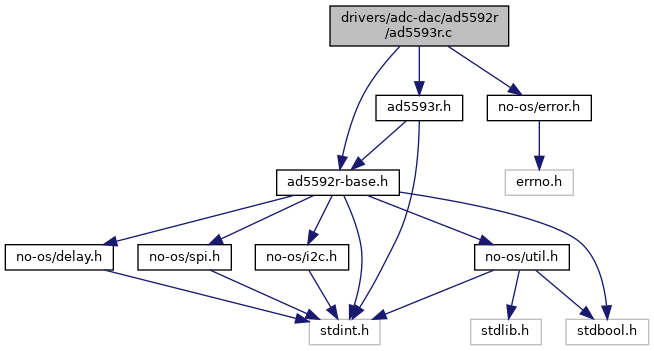 drivers/adc-dac/ad5592r
/ad5593r.c
ad5593r.h
no-os/error.h
ad5592r-base.h
errno.h
no-os/delay.h
no-os/spi.h
no-os/i2c.h
no-os/util.h
stdint.h
stdlib.h
stdbool.h